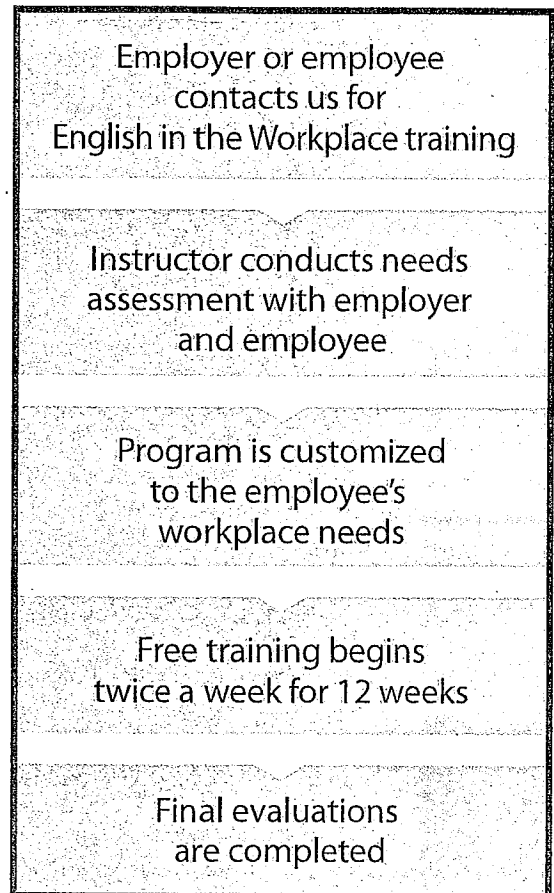 Employer or employee
contacts us for
English in the Workplace training
Instructor conducts needs
assessment with employer
and employee
Program is customized
to the employee's
workplace needs
Free training begins
twice a week for 12 weeks
Final evaluations
are completed